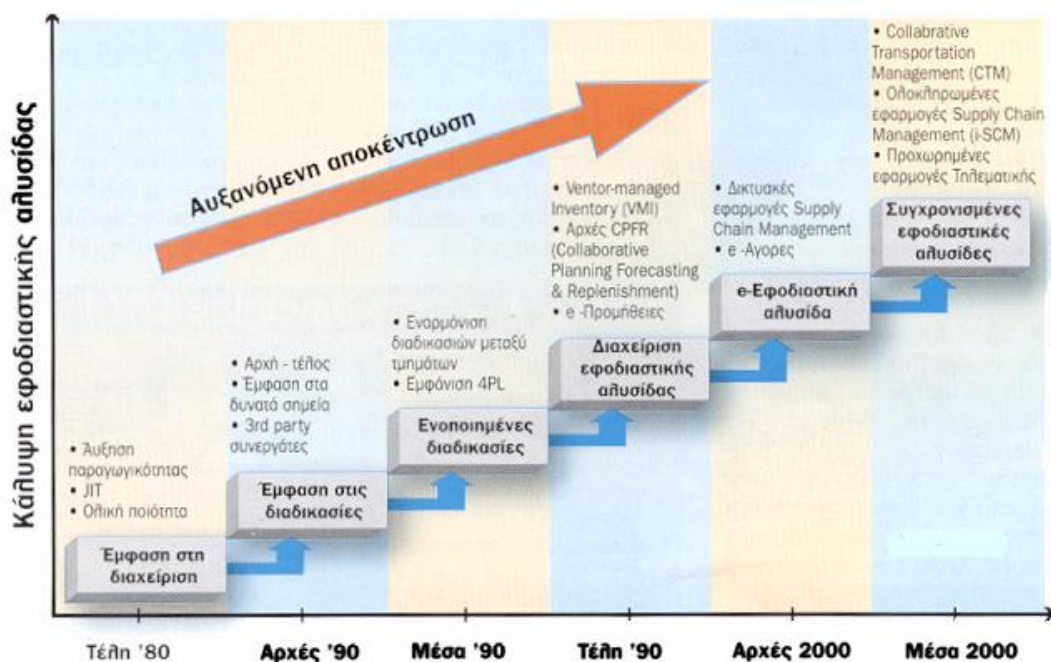 Κάλυψη εφοδιαστικής αλυσίδας
Αυξανόμενη αποκέντρωση
• Άυξηση
παραγωγικότητας
• JIT
• Ολική ποιότητα
Έμφαση στη
διαχείριση
• Αρχή - τέλος
• Έμφαση στα
δυνατά σημεία
• 3rd party
συνεργάτες
Έμφαση στις
διαδικασίες
• Εναρμόνιση
διαδικασιών μεταξύ
τμημάτων
• Εμφάνιση 4PL
Ενοποιημένες
διαδικασίες
• Ventor-managed
Inventory (VMI)
• Αρχές CPFR
(Collaborative
Planning Forecasting
& Replenishment)
• e -Προμήθειες
Διαχείριση
εφοδιαστικής
αλυσίδας
• Δικτυακές
εφαρμογές Supply
Chain Management
• e -Αγορες
e-Εφοδιαστική
αλυσίδα
• Collabrative
Transportation
Management (CTM)
• Ολοκληρωμένες
εφαρμογές Supply Chain
Management (i-SCM)
• Προχωρημένες
εφαρμογές Τηλεματικής
Συγχρονισμένες
εφοδιαστικές
αλυσίδες
Τέλη '80
Αρχές '90
Μέσα '90
Τέλη '90
Αρχές 2000
Μέσα 2000